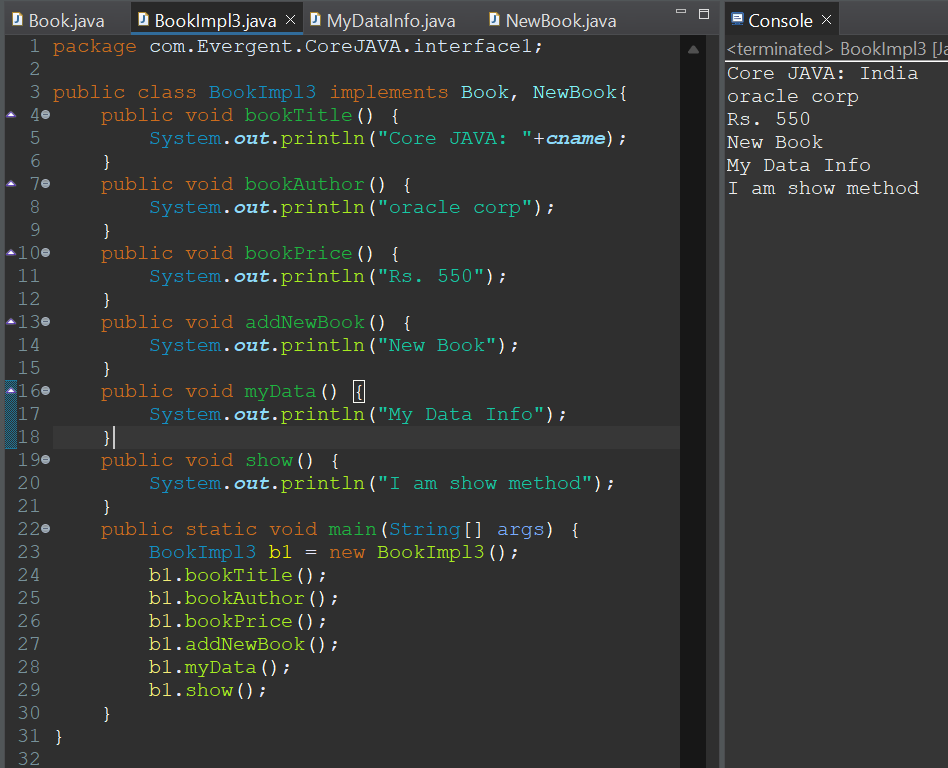 Book.java BookImpl3.java × MyDataInfo.java NewBook.java
1 package com.Evergent.CoreJAVA.interface1;
2
3 public class BookImpl3 implements Book, NewBook{
4 public void bookTitle() {
5 System.out.println("Core JAVA: "+cname);
6 }
7 public void bookAuthor() {
8 System.out.println("oracle corp");
9 }
10 public void bookPrice() {
11 System.out.println("Rs. 550");
12 }
13 public void addNewBook() {
14 System.out.println("New Book");
15 }
16 public void myData() {
17 System.out.println("My Data Info");
18 }
19 public void show() {
20 System.out.println("I am show method");
21 }
22 public static void main(String[] args) {
23 BookImpl3 b1 = new BookImpl3();
24 b1.bookTitle();
25 b1.bookAuthor();
26 b1.bookPrice();
27 b1.addNewBook();
28 b1.myData();
29 b1.show();
30 }
31 }
32
Console ×
<terminated> BookImpl3 [Ja
Core JAVA: India
oracle corp
Rs. 550
New Book
My Data Info
I am show method